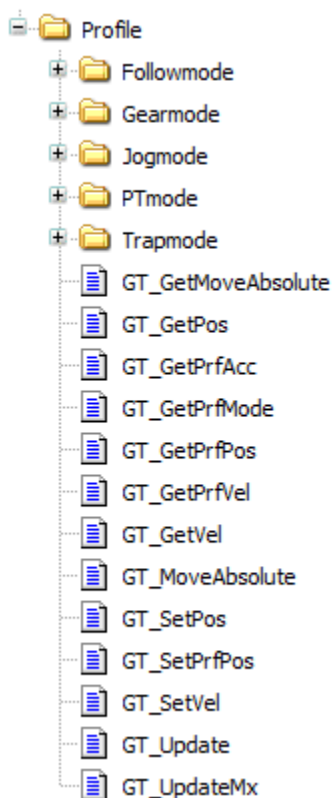 Profile
Followmode
Gearmode
Jogmode
PTmode
Trapmode
GT_GetMoveAbsolute
GT_GetPos
GT_GetPrfAcc
GT_GetPrfMode
GT_GetPrfPos
GT_GetPrfVel
GT_GetVel
GT_MoveAbsolute
GT_SetPos
GT_SetPrfPos
GT_SetVel
GT_Update
GT_UpdateMx